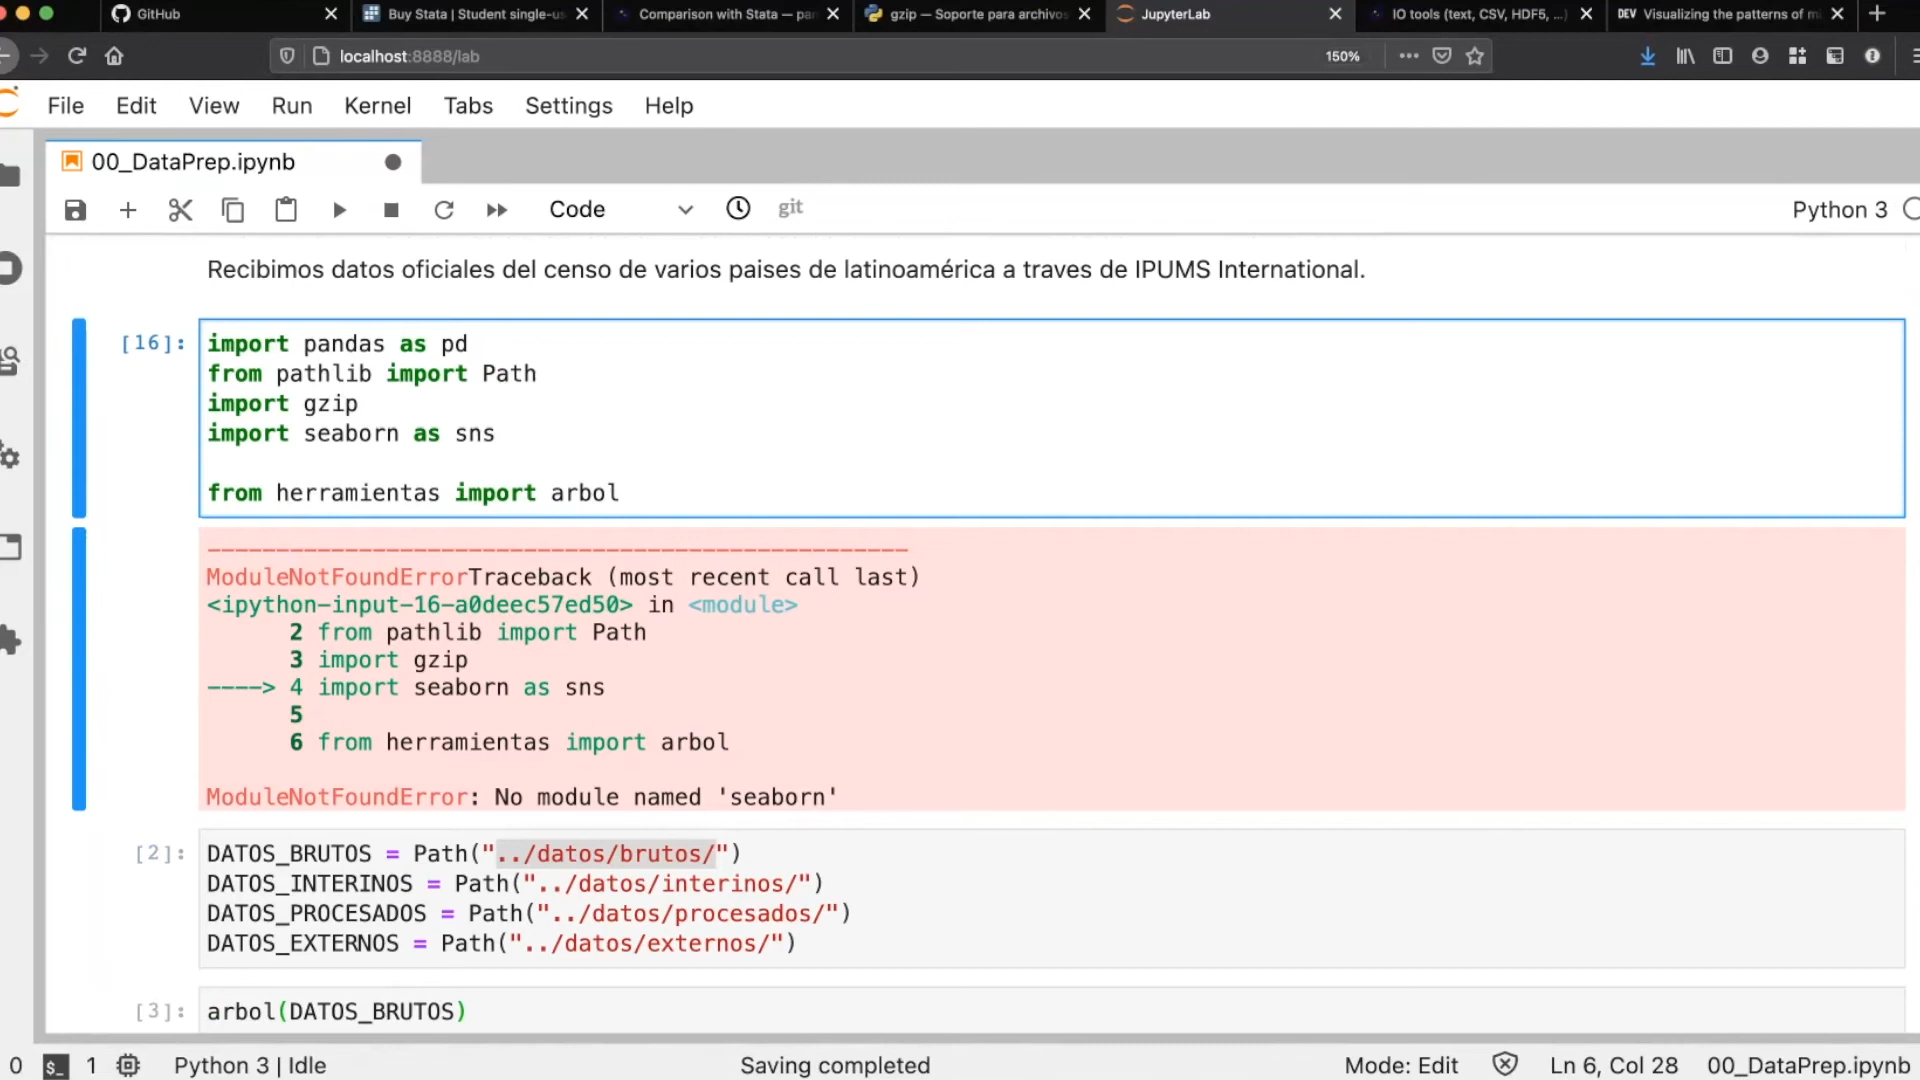 GitHub
Buy Stata | Student single-us
Comparison with Stata — pan
gzip — Soporte para archivos
JupyterLab
IO tools (text, CSV, HDF5, ...)
DEV Visualizing the patterns of mi
localhost:8888/lab
150%
File Edit View Run Kernel Tabs Settings Help
00_DataPrep.ipynb
Code
git
Python 3
Recibimos datos oficiales del censo de varios paises de latinoamérica a traves de IPUMS International.
[16]: import pandas as pd
from pathlib import Path
import gzip
import seaborn as sns
from herramientas import arbol
ModuleNotFoundErrorTraceback (most recent call last)
<ipython-input-16-a0deec57ed50> in <module>
2 from pathlib import Path
3 import gzip
----> 4 import seaborn as sns
5
6 from herramientas import arbol
ModuleNotFoundError: No module named 'seaborn'
[2]: DATOS_BRUTOS = Path("../datos/brutos/")
DATOS_INTERINOS = Path("../datos/interinos/")
DATOS_PROCESADOS = Path("../datos/procesados/")
DATOS_EXTERNOS = Path("../datos/externos/")
[3]: arbol(DATOS_BRUTOS)
0 $_ 1 Python 3 | Idle
Saving completed
Mode: Edit
Ln 6, Col 28
00_DataPrep.ipynb